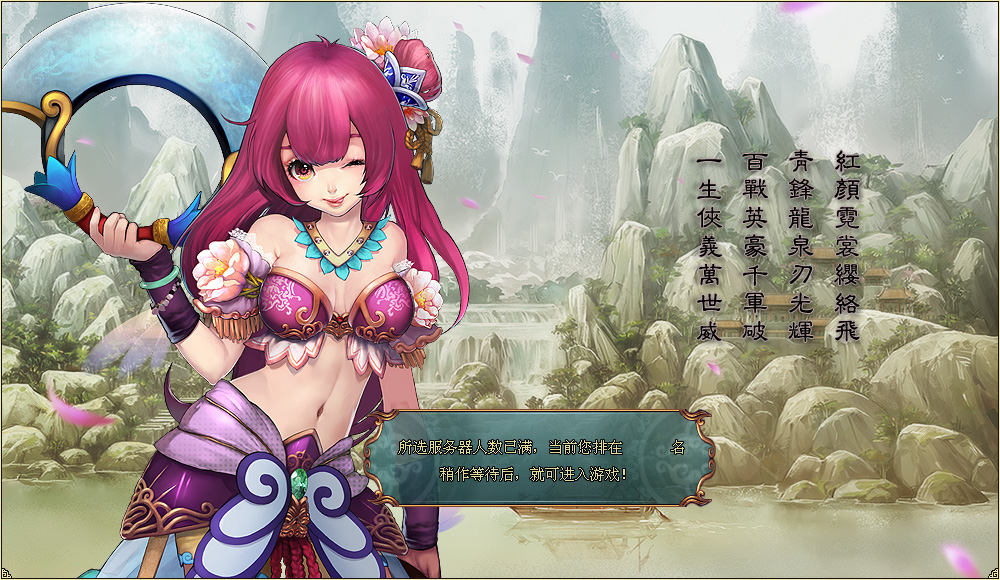 紅顏霓裳纓絡飛
青鋒龍泉刃光輝
百戰英豪千軍破
一生俠義萬世威
所选服务器人数已满，当前您排在 名
稍作等待后，就可进入游戏！